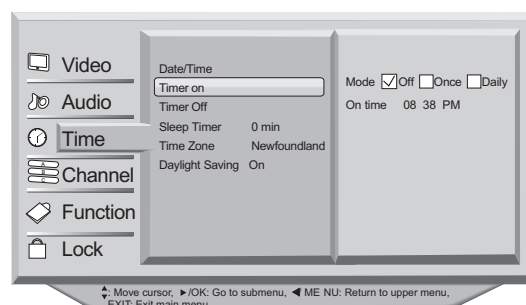 Video
Audio
Time
Channel
Function
Lock
Date/Time
Timer on
Timer Off
Sleep Timer 0 min
Time Zone Newfoundland
Daylight Saving On
Mode Off Once Daily
On time 08 38 PM
: Move cursor, ►/OK: Go to submenu, ◄ ME NU: Return to upper menu,
EXIT: Exit main menu